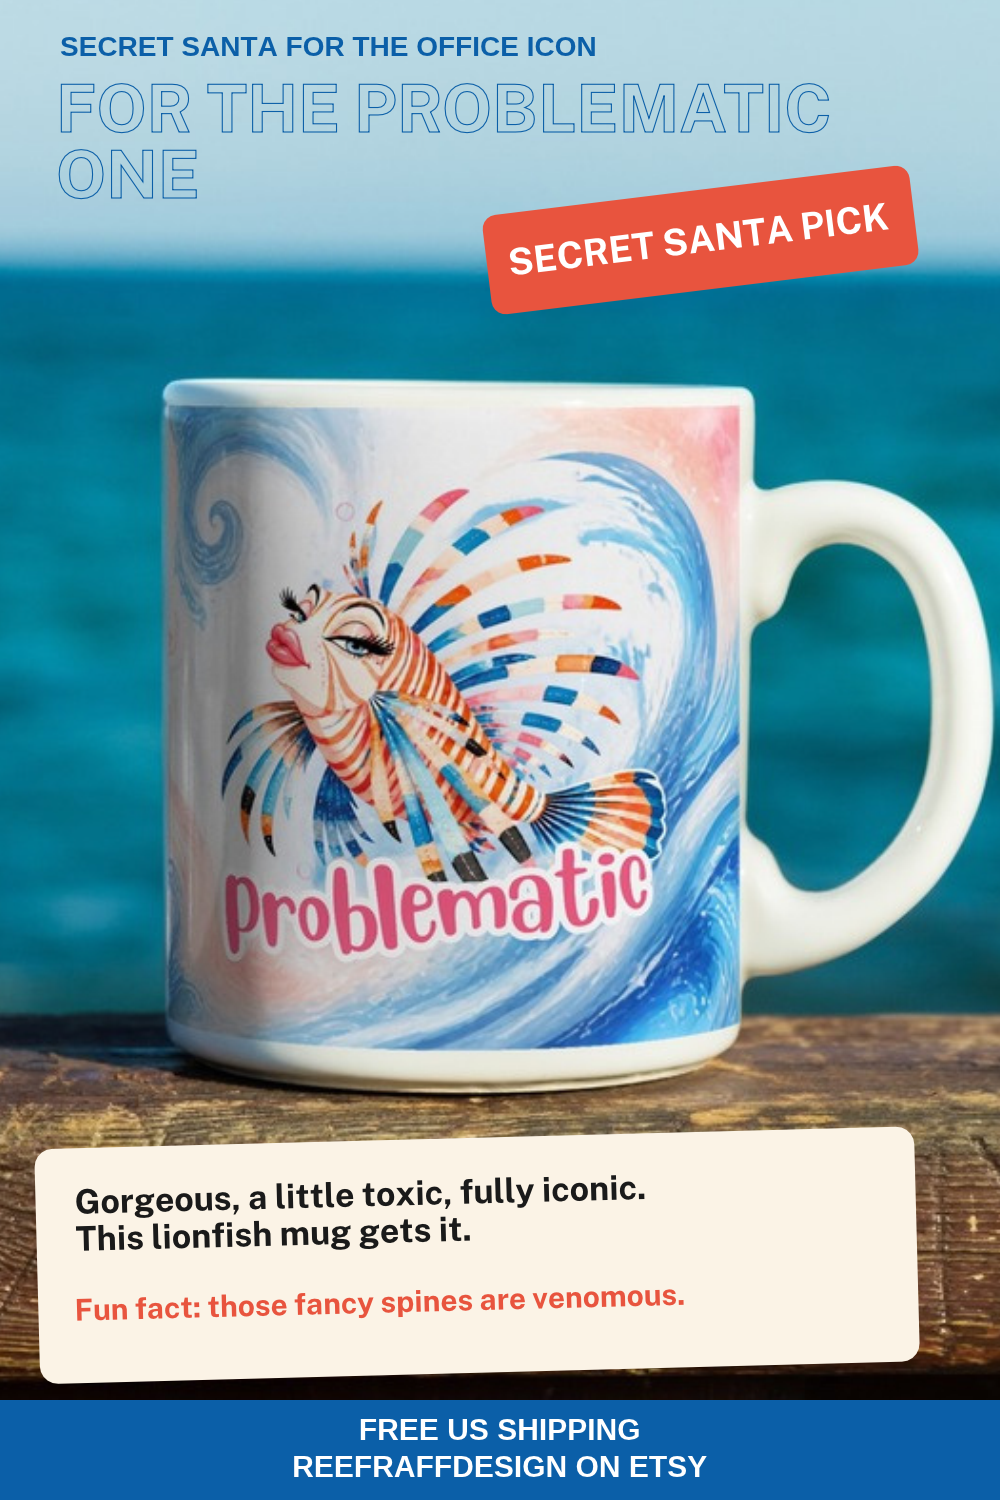 SECRET SANTA FOR THE OFFICE ICON
FOR THE PROBLEMATIC
ONE
SECRET SANTA PICK
Problematic
Gorgeous, a little toxic, fully iconic.
This lionfish mug gets it.
Fun fact: those fancy spines are venomous.
FREE US SHIPPING
REEFRAFFDESIGN ON ETSY